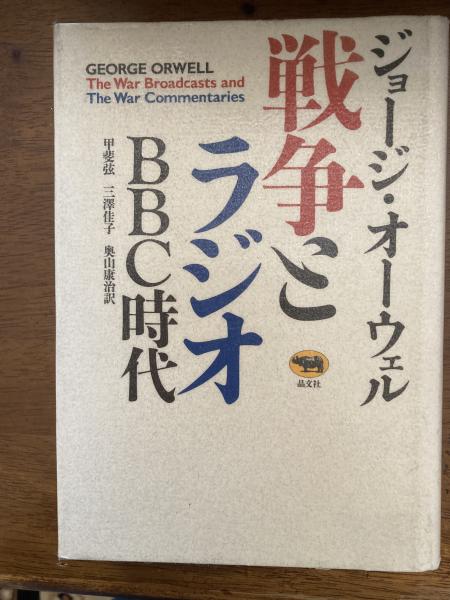 GEORGE ORWELL
The War Broadcasts and
The War Commentaries
ジョージ・オーウェル
戦争と
ラジオ
BBC時代
甲斐弦 三澤佳子 奥山康治訳
晶文社